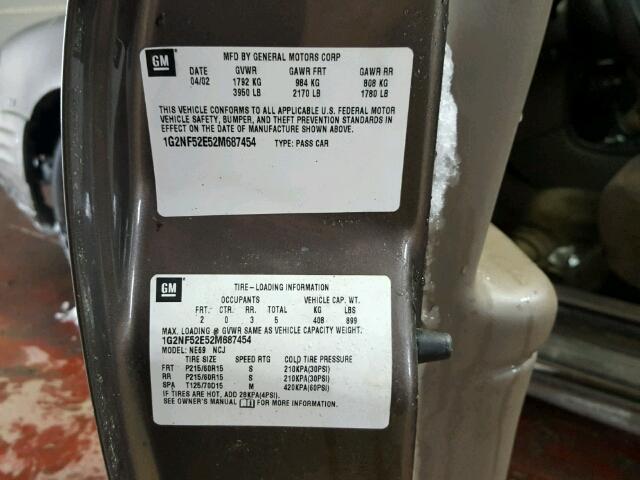 GM
MFD BY GENERAL MOTORS CORP
DATE GVWR GAWR FRT GAWR RR
04/02 1792 KG 984 KG 808 KG
3950 LB 2170 LB 1780 LB
THIS VEHICLE CONFORMS TO ALL APPLICABLE U.S. FEDERAL MOTOR
VEHICLE SAFETY, BUMPER, AND THEFT PREVENTION STANDARDS IN
EFFECT ON THE DATE OF MANUFACTURE SHOWN ABOVE.
1G2NF52E52M687454 TYPE: PASS CAR
GM
TIRE-LOADING INFORMATION
OCCUPANTS VEHICLE CAP. WT.
FRT. CTR. RR. TOTAL KG LBS
2 0 3 5 408 899
MAX. LOADING @ GVWR SAME AS VEHICLE CAPACITY WEIGHT.
1G2NF52E52M687454
MODEL: NE69 NCJ
TIRE SIZE SPEED RTG COLD TIRE PRESSURE
FRT P215/60R15 S 210KPA(30PSI)
RR P215/60R15 S 210KPA(30PSI)
SPA T125/70D15 M 420KPA(60PSI)
IF TIRES ARE HOT, ADD 28KPA(4PSI).
SEE OWNER'S MANUAL FOR MORE INFORMATION.